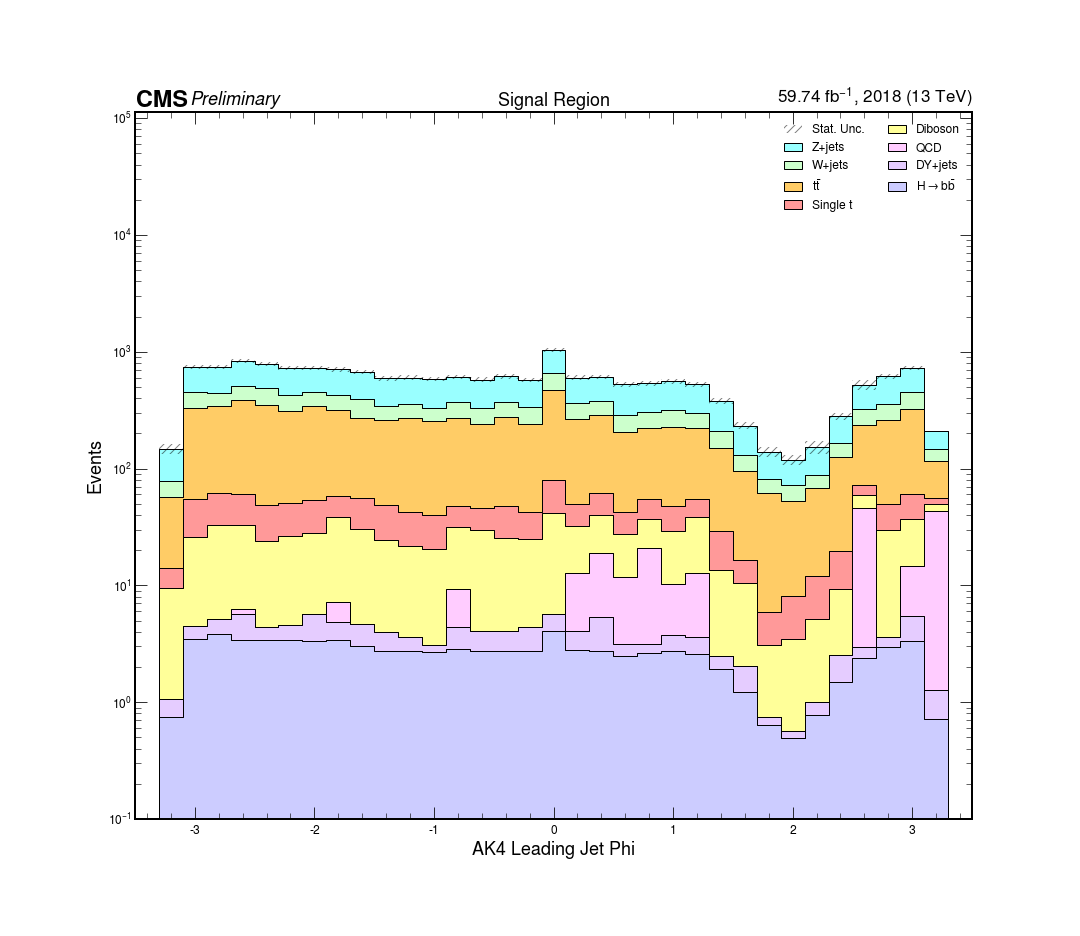 CMS Preliminary Signal Region 59.74 fb⁻¹, 2018 (13 TeV)
Stat. Unc.
Z+jets
W+jets
tt̄
Single t
Diboson
QCD
DY+jets
H→bb̄
Events
10⁵
10⁴
10³
10²
10¹
10⁰
10⁻¹
-3 -2 -1 0 1 2 3
AK4 Leading Jet Phi